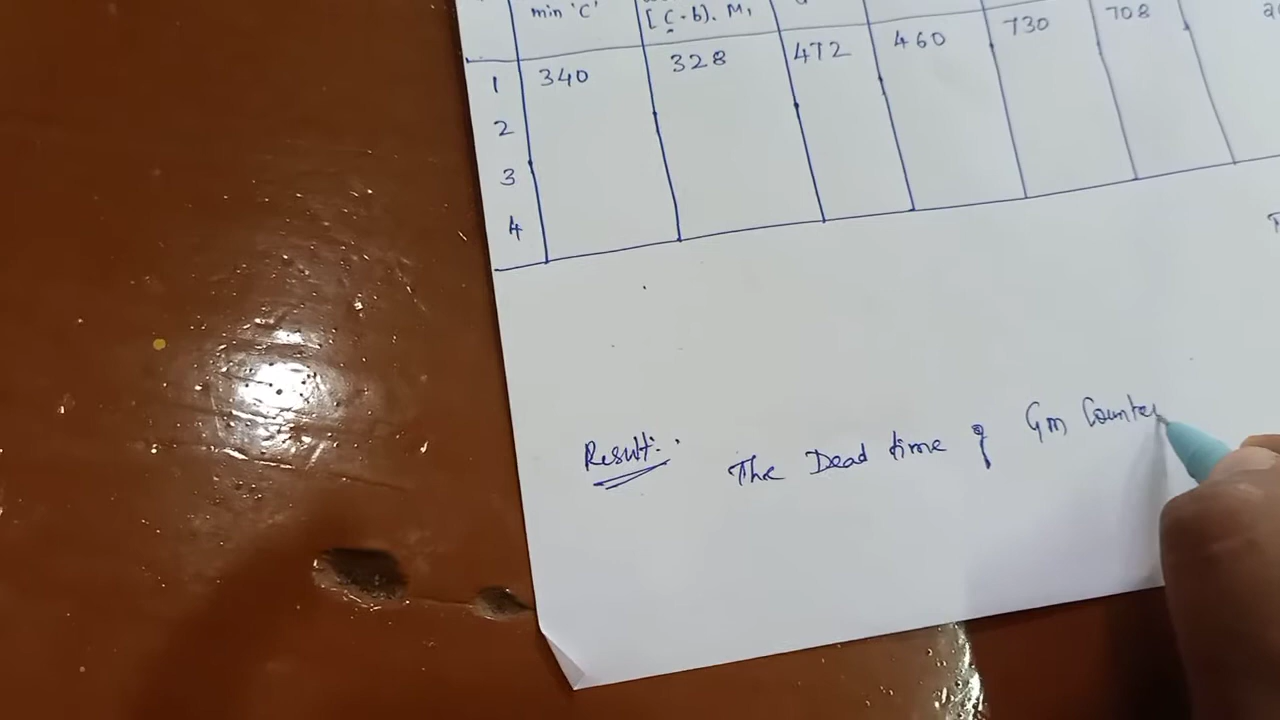 min 'C'
[C-b). M₁
1 340 328 472 460 730 708
2
3
4
Result:- The Dead time of Gm Counter